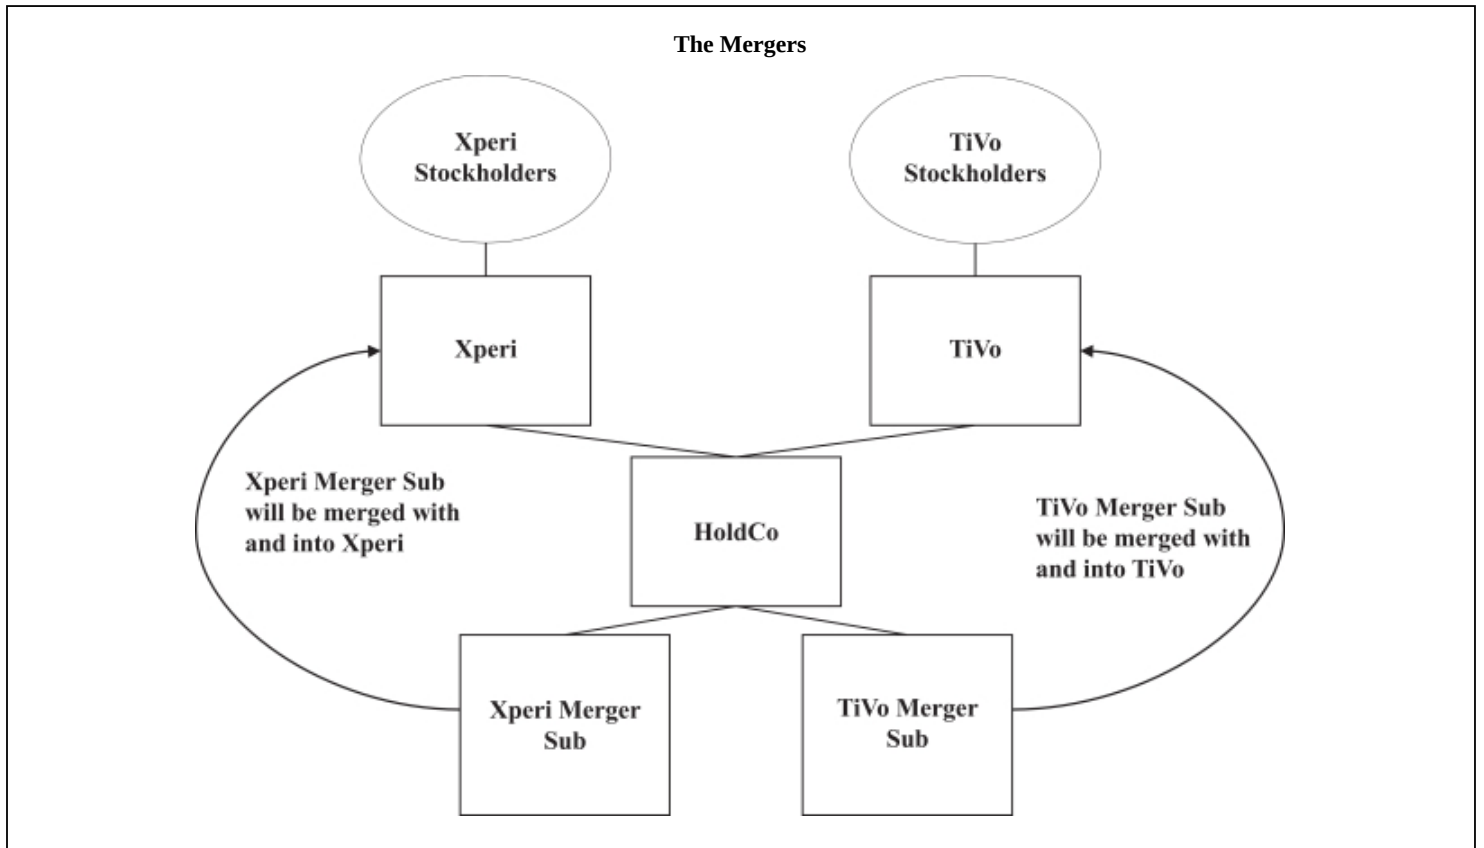 The Mergers
Xperi
Stockholders
TiVo
Stockholders
Xperi
TiVo
Xperi Merger Sub
will be merged with
and into Xperi
HoldCo
TiVo Merger Sub
will be merged with
and into TiVo
Xperi Merger
Sub
TiVo Merger
Sub